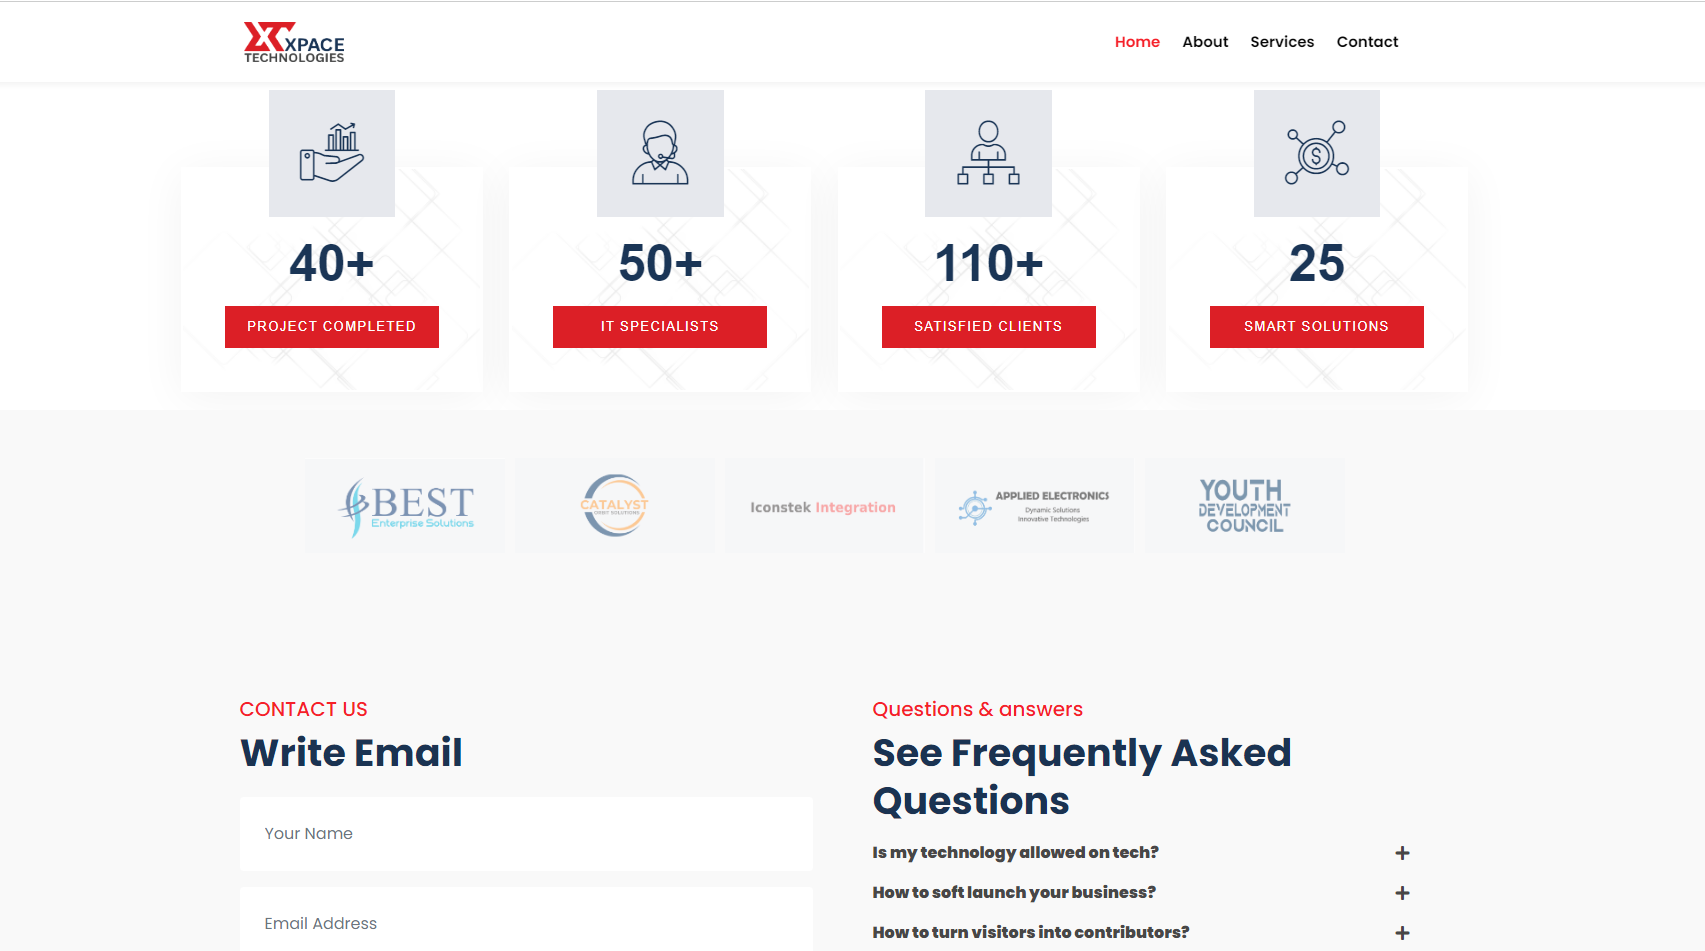 XPACE
TECHNOLOGIES
Home About Services Contact
40+
PROJECT COMPLETED
50+
IT SPECIALISTS
110+
SATISFIED CLIENTS
25
SMART SOLUTIONS
BEST
Enterprise Solutions
CATALYST
ORBIT SOLUTIONS
Iconstek Integration
APPLIED ELECTRONICS
Dynamic Solutions
Innovative Technologies
YOUTH
DEVELOPMENT
COUNCIL
CONTACT US
Write Email
Your Name
Email Address
Questions & answers
See Frequently Asked
Questions
Is my technology allowed on tech?
How to soft launch your business?
How to turn visitors into contributors?